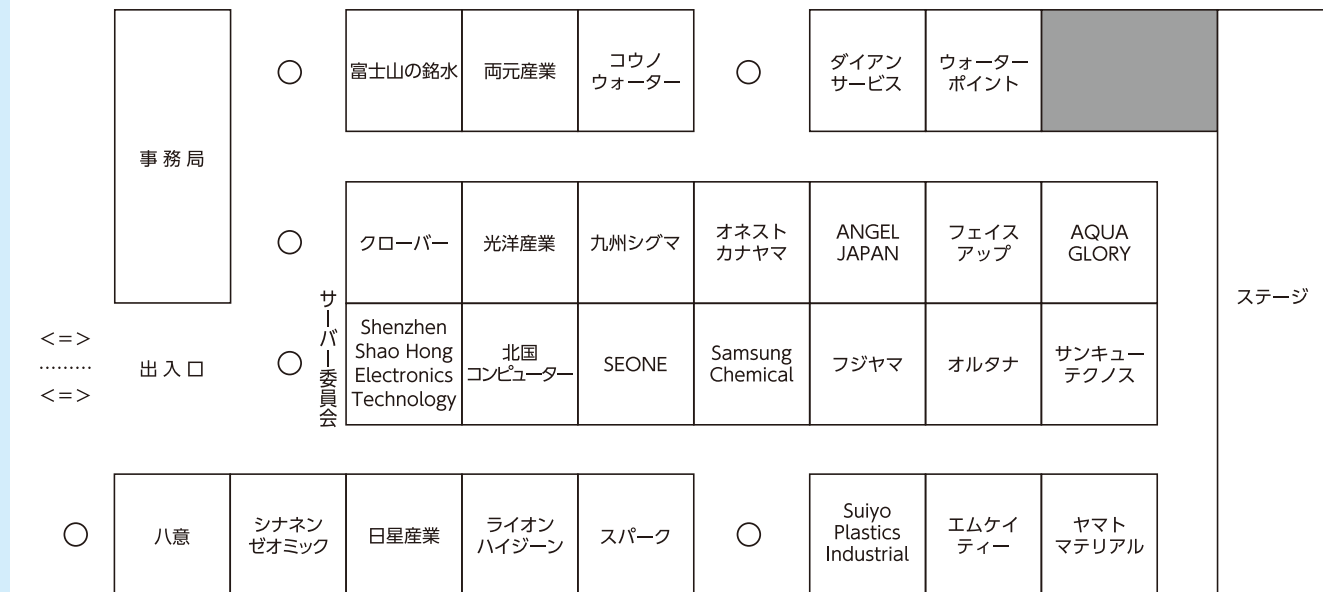 富士山の銘水
両元産業
コウノ
ウォーター
ダイアン
サービス
ウォーター
ポイント
事務局
クローバー
光洋産業
九州シグマ
オネスト
カナヤマ
ANGEL
JAPAN
フェイス
アップ
AQUA
GLORY
ステージ
サーバー委員会
<=>
.........
<=>
出入口
Shenzhen
Shao Hong
Electronics
Technology
北国
コンピューター
SEONE
Samsung
Chemical
フジヤマ
オルタナ
サンキュー
テクノス
八意
シナネン
ゼオミック
日星産業
ライオン
ハイジーン
スパーク
Suiyo
Plastics
Industrial
エムケイ
ティー
ヤマト
マテリアル